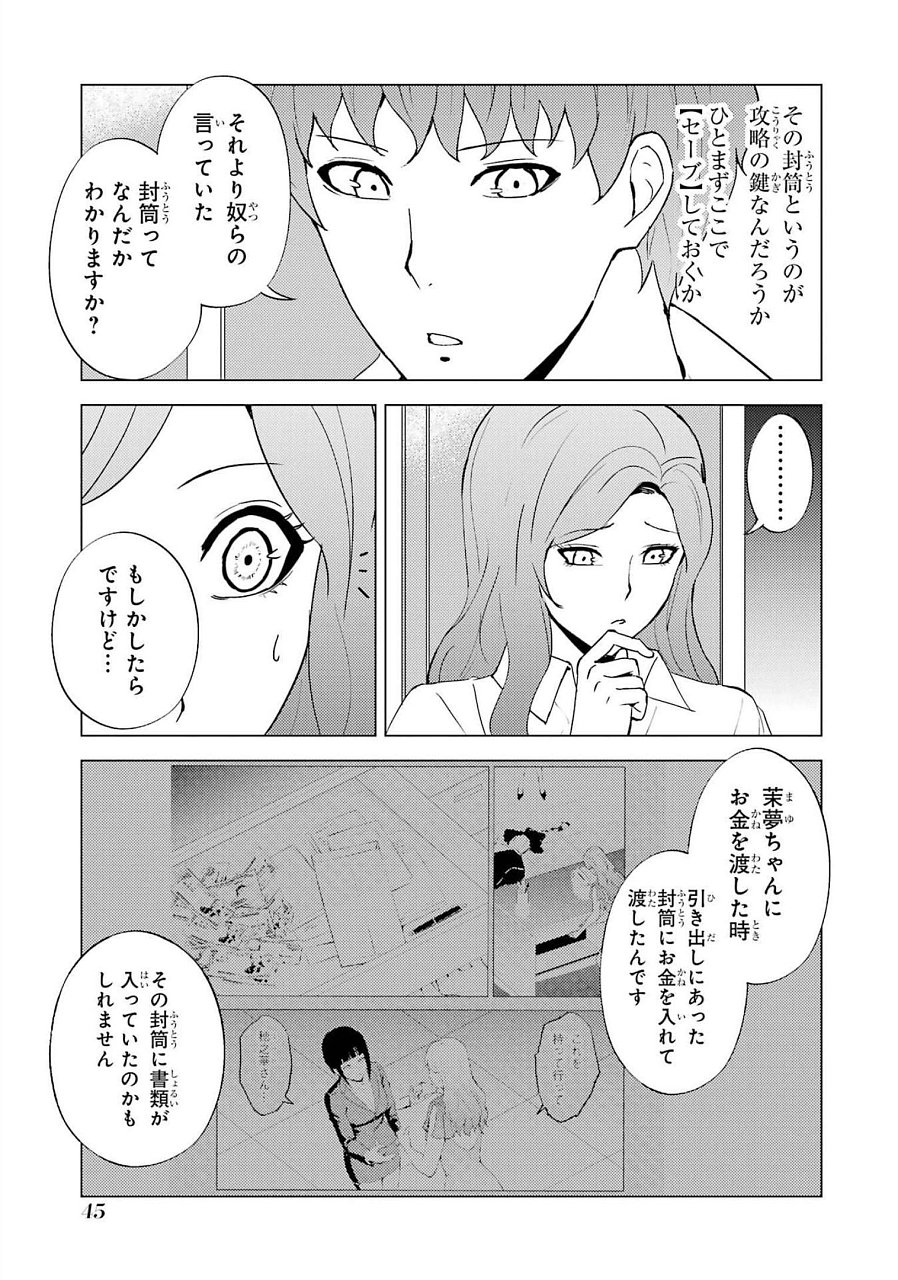 その封筒というのが
攻略の鍵なんだろうか
ひとまずここで
【セーブ】しておくか
それより奴らの
言っていた
封筒って
なんだか
わかりますか？
………
もしかしたら
ですけど…
茉夢ちゃんに
お金を渡した時
引き出しにあった
封筒にお金を入れて
渡したんです
これを
持って行って
穂乃華さん…
その封筒に書類が
入っていたのかも
しれません
45